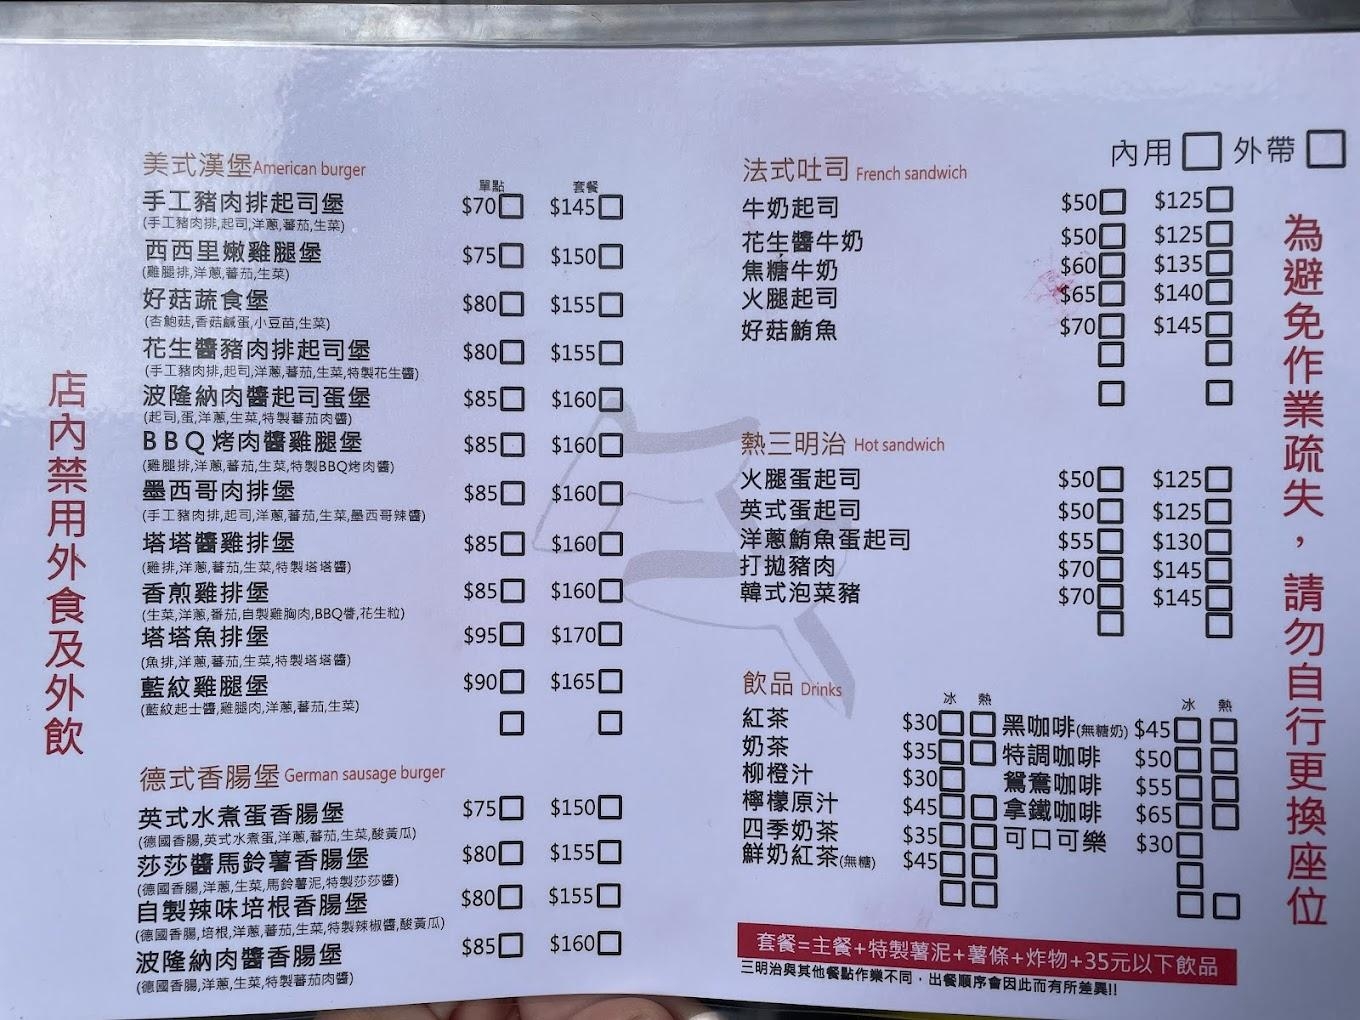 內用 外帶
美式漢堡 American burger
單點 套餐
手工豬肉排起司堡 $70 $145
(手工豬肉排,起司,洋蔥,蕃茄,生菜)
西西里嫩雞腿堡 $75 $150
(雞腿排,洋蔥,蕃茄,生菜)
好菇蔬食堡 $80 $155
(杏鮑菇,香菇鹹蛋,小豆苗,生菜)
花生醬豬肉排起司堡 $80 $155
(手工豬肉排,起司,洋蔥,蕃茄,生菜,特製花生醬)
波隆納肉醬起司蛋堡 $85 $160
(起司,蛋,洋蔥,生菜,特製蕃茄肉醬)
BBQ烤肉醬雞腿堡 $85 $160
(雞腿排,洋蔥,蕃茄,生菜,特製BBQ烤肉醬)
墨西哥肉排堡 $85 $160
(手工豬肉排,起司,洋蔥,蕃茄,生菜,墨西哥辣醬)
塔塔醬雞排堡 $85 $160
(雞排,洋蔥,蕃茄,生菜,特製塔塔醬)
香煎雞排堡 $85 $160
(生菜,洋蔥,番茄,自製雞胸肉,BBQ醬,花生粒)
塔塔魚排堡 $95 $170
(魚排,洋蔥,蕃茄,生菜,特製塔塔醬)
藍紋雞腿堡 $90 $165
(藍紋起士醬,雞腿肉,洋蔥,蕃茄,生菜)
德式香腸堡 German sausage burger
英式水煮蛋香腸堡 $75 $150
(德國香腸,英式水煮蛋,洋蔥,蕃茄,生菜,酸黃瓜)
莎莎醬馬鈴薯香腸堡 $80 $155
(德國香腸,洋蔥,生菜,馬鈴薯泥,特製莎莎醬)
自製辣味培根香腸堡 $80 $155
(德國香腸,培根,洋蔥,蕃茄,生菜,特製辣椒醬,酸黃瓜)
波隆納肉醬香腸堡 $85 $160
(德國香腸,洋蔥,生菜,特製蕃茄肉醬)
店內禁用外食及外飲
法式吐司 French sandwich
牛奶起司 $50 $125
花生醬牛奶 $50 $125
焦糖牛奶 $60 $135
火腿起司 $65 $140
好菇鮪魚 $70 $145
熱三明治 Hot sandwich
火腿蛋起司 $50 $125
英式蛋起司 $50 $125
洋蔥鮪魚蛋起司 $55 $130
打拋豬肉 $70 $145
韓式泡菜豬 $70 $145
飲品 Drinks
冰 熱
紅茶 $30
奶茶 $35
柳橙汁 $30
檸檬原汁 $45
四季奶茶 $35
鮮奶紅茶(無糖) $45
冰 熱
黑咖啡(無糖奶) $45
特調咖啡 $50
鴛鴦咖啡 $55
拿鐵咖啡 $65
可口可樂 $30
套餐=主餐+特製薯泥+薯條+炸物+35元以下飲品
三明治與其他餐點作業不同，出餐順序會因此而有所差異!!
為避免作業疏失，請勿自行更換座位